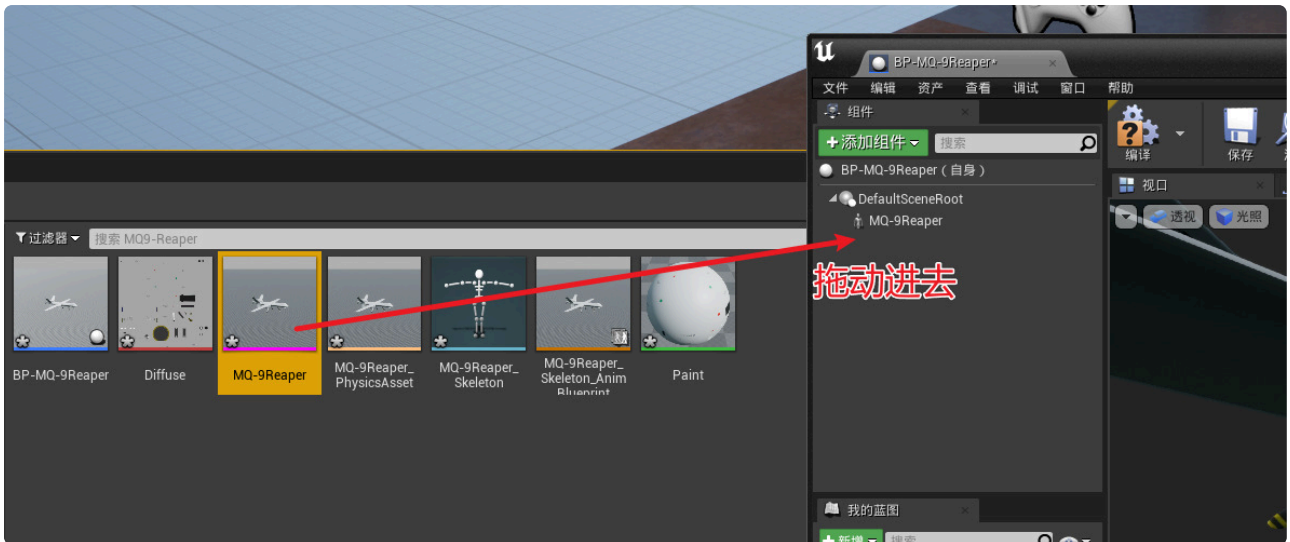 BP-MQ-9Reaper*
文件 编辑 资产 查看 调试 窗口 帮助
组件
+添加组件
搜索
编译
保存
BP-MQ-9Reaper（自身）
视口
DefaultSceneRoot
MQ-9Reaper
透视
光照
过滤器
搜索 MQ9-Reaper
拖动进去
BP-MQ-9Reaper
Diffuse
MQ-9Reaper
MQ-9Reaper_
PhysicsAsset
MQ-9Reaper_
Skeleton
MQ-9Reaper_
Skeleton_Anim
Blueprint
Paint
我的蓝图
+新增
搜索